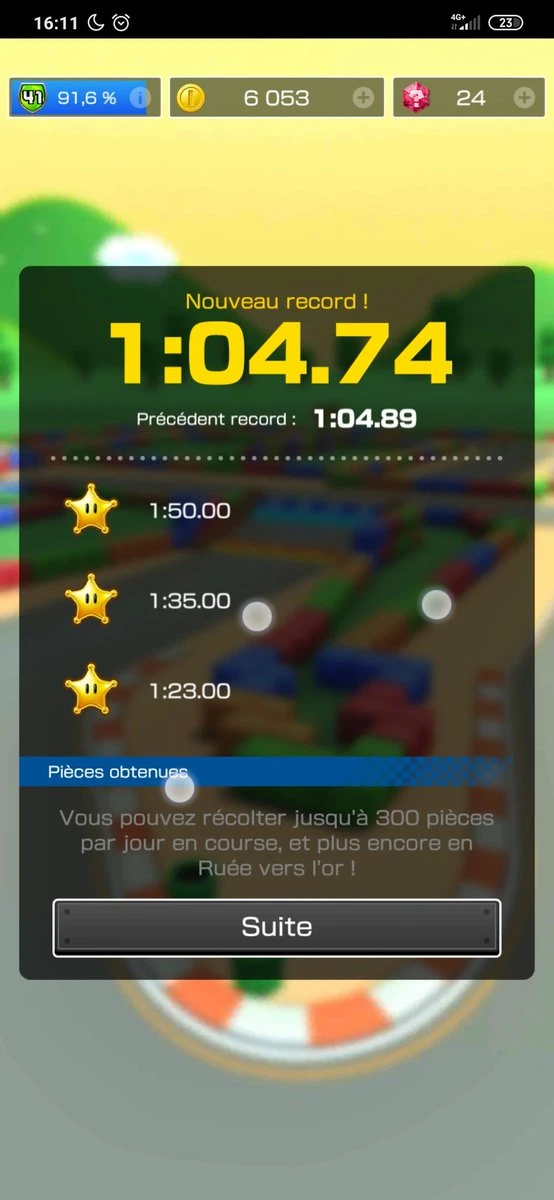 16:11
4G+
23
41
91,6 %
6 053
24
Nouveau record !
1:04.74
Précédent record : 1:04.89
1:50.00
1:35.00
1:23.00
Pièces obtenues
Vous pouvez récolter jusqu'à 300 pièces
par jour en course, et plus encore en
Ruée vers l'or !
Suite